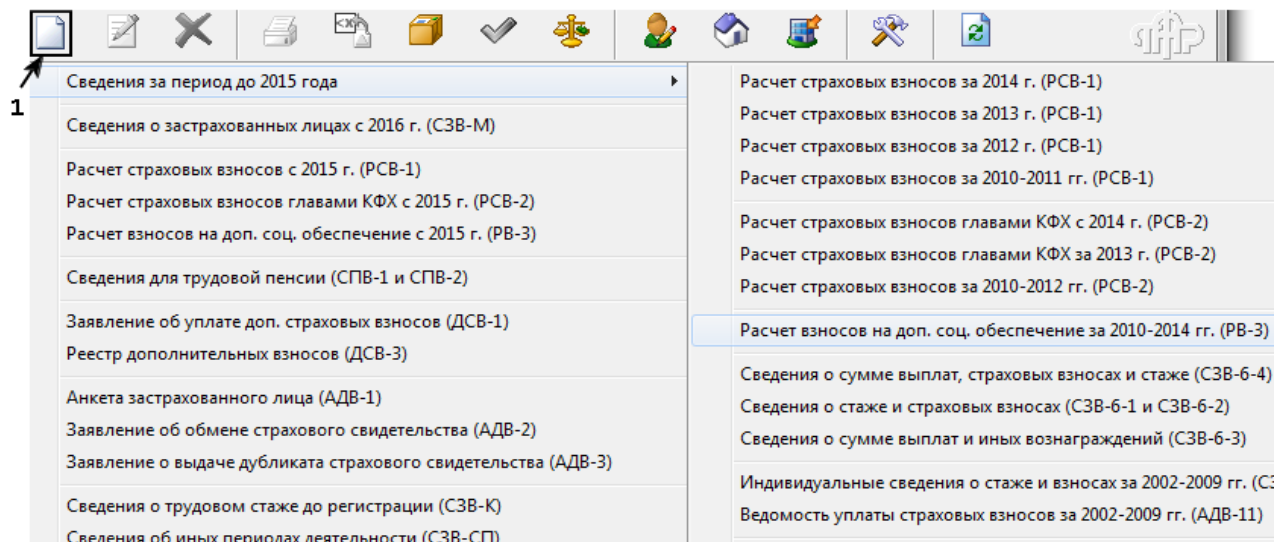 1
Сведения за период до 2015 года
Сведения о застрахованных лицах с 2016 г. (СЗВ-М)
Расчет страховых взносов с 2015 г. (РСВ-1)
Расчет страховых взносов главами КФХ с 2015 г. (РСВ-2)
Расчет взносов на доп. соц. обеспечение с 2015 г. (РВ-3)
Сведения для трудовой пенсии (СПВ-1 и СПВ-2)
Заявление об уплате доп. страховых взносов (ДСВ-1)
Реестр дополнительных взносов (ДСВ-3)
Анкета застрахованного лица (АДВ-1)
Заявление об обмене страхового свидетельства (АДВ-2)
Заявление о выдаче дубликата страхового свидетельства (АДВ-3)
Сведения о трудовом стаже до регистрации (СЗВ-К)
Сведения об иных периодах деятельности (СЗВ-СП)
Расчет страховых взносов за 2014 г. (РСВ-1)
Расчет страховых взносов за 2013 г. (РСВ-1)
Расчет страховых взносов за 2012 г. (РСВ-1)
Расчет страховых взносов за 2010-2011 гг. (РСВ-1)
Расчет страховых взносов главами КФХ с 2014 г. (РСВ-2)
Расчет страховых взносов главами КФХ за 2013 г. (РСВ-2)
Расчет страховых взносов за 2010-2012 гг. (РСВ-2)
Расчет взносов на доп. соц. обеспечение за 2010-2014 гг. (РВ-3)
Сведения о сумме выплат, страховых взносах и стаже (СЗВ-6-4)
Сведения о стаже и страховых взносах (СЗВ-6-1 и СЗВ-6-2)
Сведения о сумме выплат и иных вознаграждений (СЗВ-6-3)
Индивидуальные сведения о стаже и взносах за 2002-2009 гг. (СЗ
Ведомость уплаты страховых взносов за 2002-2009 гг. (АДВ-11)